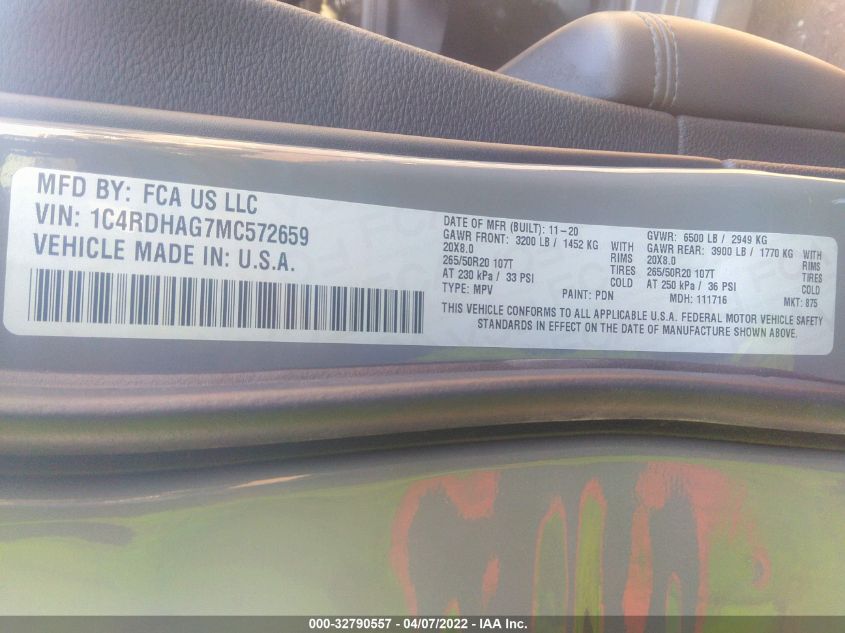 MFD BY: FCA US LLC
VIN: 1C4RDHAG7MC572659
VEHICLE MADE IN: U.S.A.
DATE OF MFR (BUILT): 11-20
GAWR FRONT: 3200 LB / 1452 KG WITH
20X8.0 RIMS
265/50R20 107T TIRES
AT 230 kPa / 33 PSI COLD
TYPE: MPV PAINT: PDN
GVWR: 6500 LB / 2949 KG
GAWR REAR: 3900 LB / 1770 KG WITH
20X8.0 RIMS
265/50R20 107T TIRES
AT 250 kPa / 36 PSI COLD
MDH: 111716 MKT: 875
THIS VEHICLE CONFORMS TO ALL APPLICABLE U.S.A. FEDERAL MOTOR VEHICLE SAFETY
STANDARDS IN EFFECT ON THE DATE OF MANUFACTURE SHOWN ABOVE.
000-32790557 - 04/07/2022 - IAA Inc.